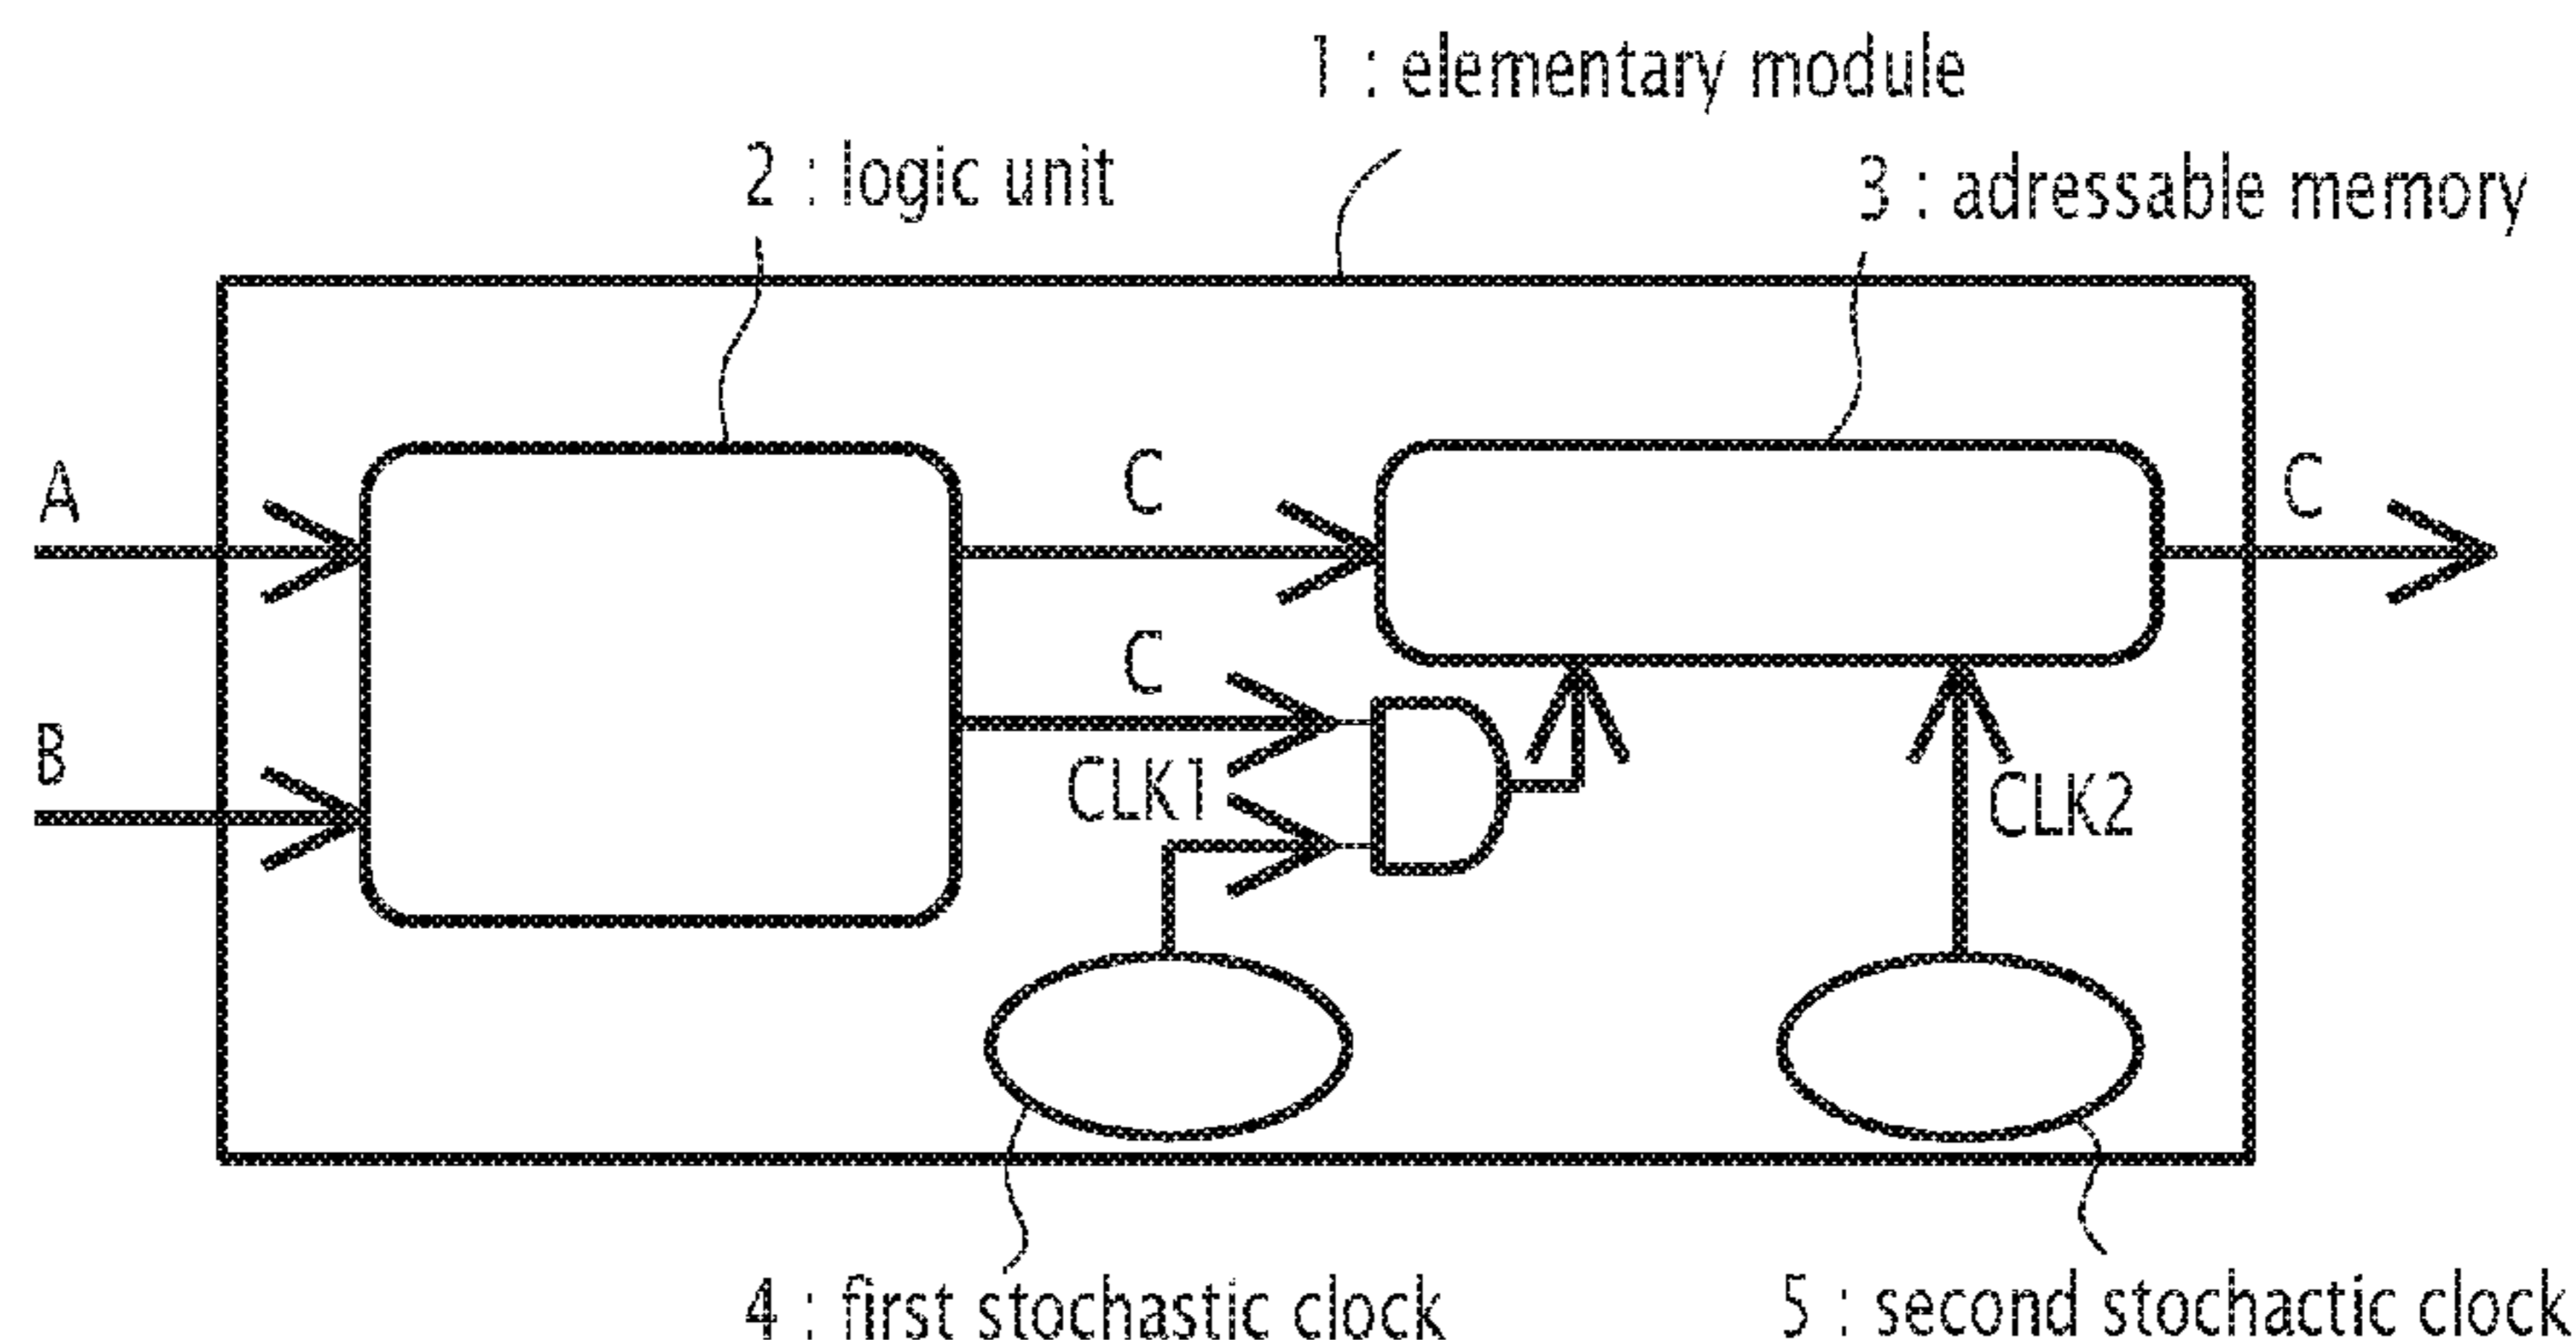 1 : elementary module
2 : logic unit
3 : adressable memory
A
C
C
C
B
CLK1
CLK2
4 : first stochastic clock
5 : second stochactic clock